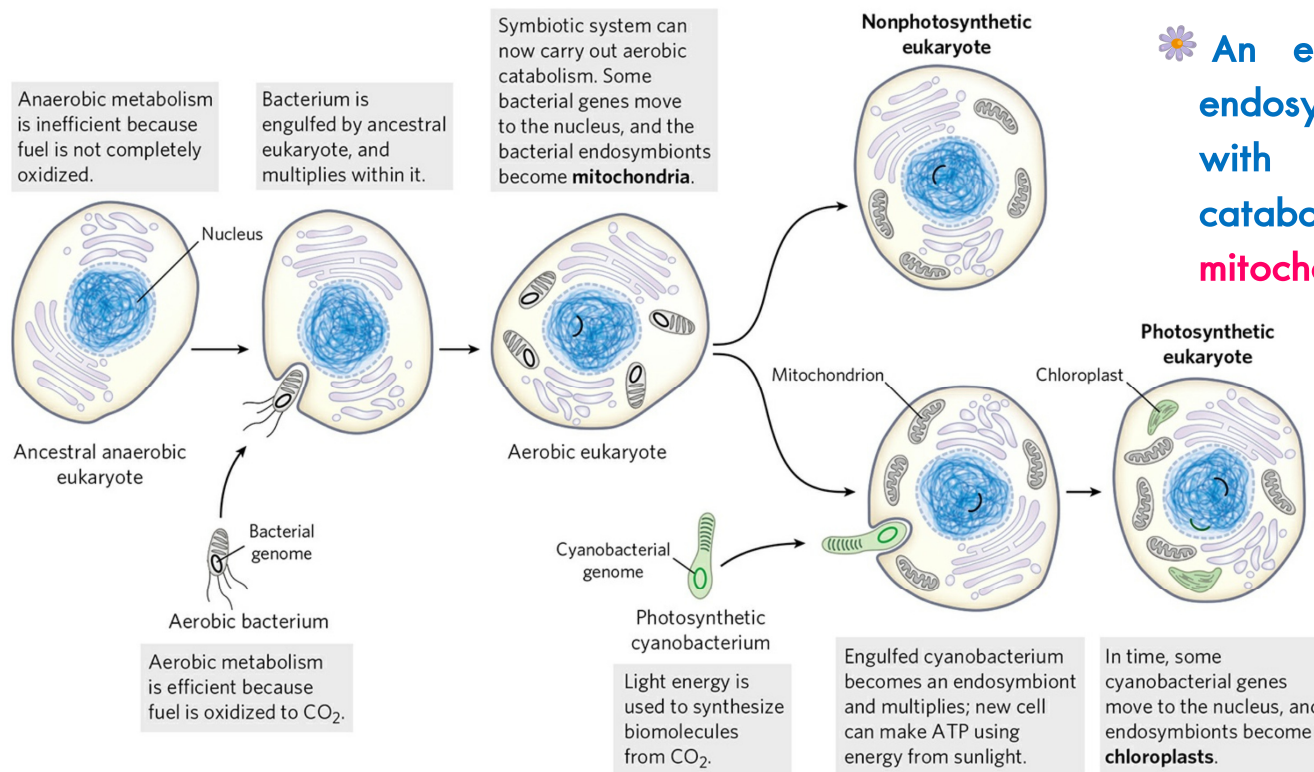 Anaerobic metabolism
is inefficient because
fuel is not completely
oxidized.
Bacterium is
engulfed by ancestral
eukaryote, and
multiplies within it.
Symbiotic system can
now carry out aerobic
catabolism. Some
bacterial genes move
to the nucleus, and the
bacterial endosymbionts
become mitochondria.
Nonphotosynthetic
eukaryote
An e
endosy
with
catabo
mitocho
Nucleus
Ancestral anaerobic
eukaryote
Aerobic eukaryote
Mitochondrion
Photosynthetic
eukaryote
Chloroplast
Bacterial
genome
Aerobic bacterium
Aerobic metabolism
is efficient because
fuel is oxidized to CO₂.
Cyanobacterial
genome
Photosynthetic
cyanobacterium
Light energy is
used to synthesize
biomolecules
from CO₂.
Engulfed cyanobacterium
becomes an endosymbiont
and multiplies; new cell
can make ATP using
energy from sunlight.
In time, some
cyanobacterial genes
move to the nucleus, and
endosymbionts become
chloroplasts.